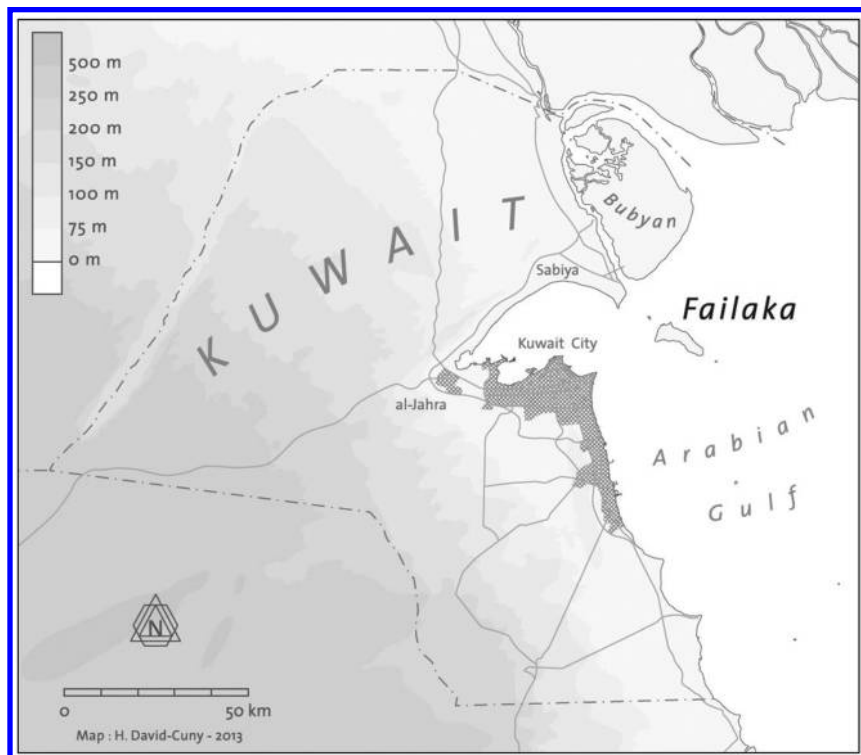 500 m
250 m
200 m
150 m
100 m
75 m
0 m
KUWAIT
Bubyan
Sabiya
Failaka
Kuwait City
al-Jahra
Arabian
Gulf
N
0 50 km
Map : H. David-Cuny - 2013